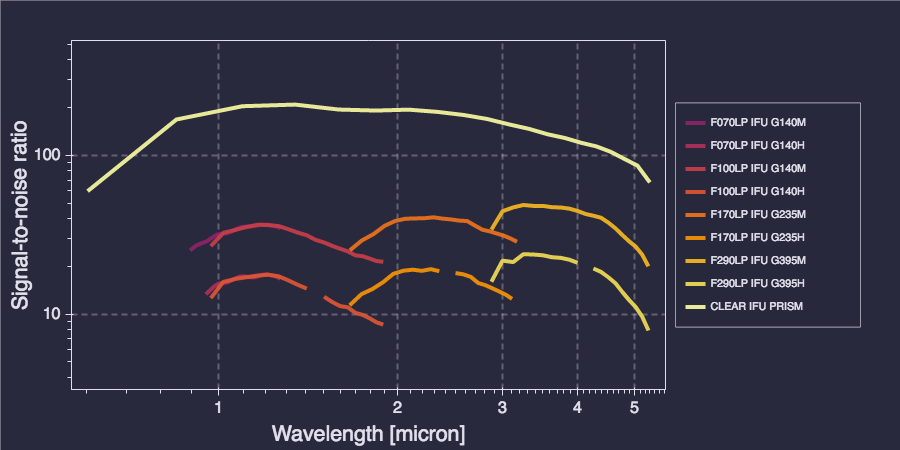 Signal-to-noise ratio
100
10
1
2
3
4
5
Wavelength [micron]
F070LP IFU G140M
F070LP IFU G140H
F100LP IFU G140M
F100LP IFU G140H
F170LP IFU G235M
F170LP IFU G235H
F290LP IFU G395M
F290LP IFU G395H
CLEAR IFU PRISM